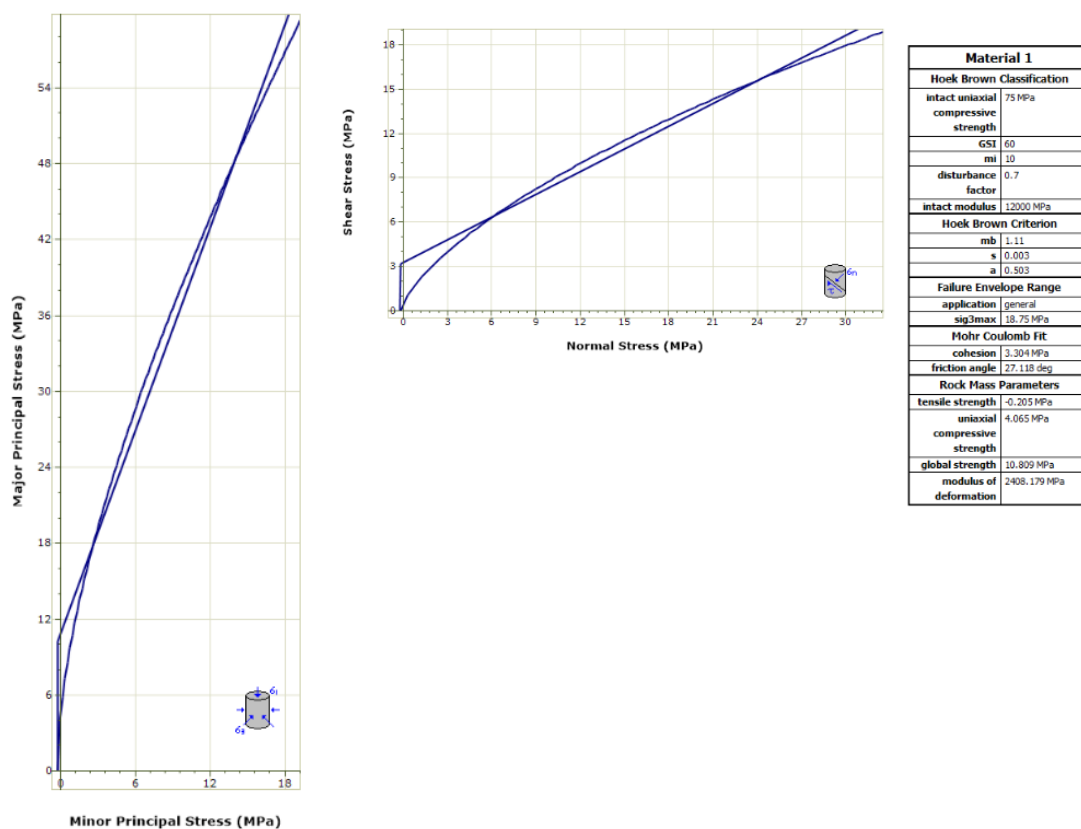 Major Principal Stress (MPa)
54
48
42
36
30
24
18
12
6
0
0 6 12 18
Minor Principal Stress (MPa)
σ1
σ3
Shear Stress (MPa)
18
15
12
9
6
3
0
0 3 6 9 12 15 18 21 24 27 30
Normal Stress (MPa)
σn
τ
Material 1
Hoek Brown Classification
intact uniaxial 75 MPa
compressive
strength
GSI 60
mi 10
disturbance 0.7
factor
intact modulus 12000 MPa
Hoek Brown Criterion
mb 1.11
s 0.003
a 0.503
Failure Envelope Range
application general
sig3max 18.75 MPa
Mohr Coulomb Fit
cohesion 3.304 MPa
friction angle 27.118 deg
Rock Mass Parameters
tensile strength -0.205 MPa
uniaxial 4.065 MPa
compressive
strength
global strength 10.809 MPa
modulus of 2408.179 MPa
deformation